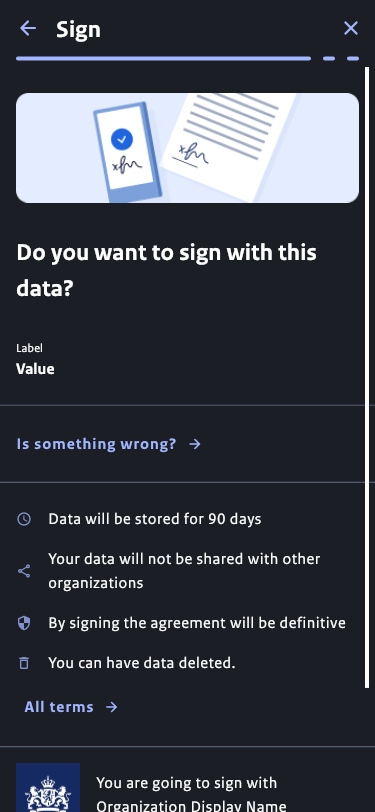 Sign
Do you want to sign with this
data?
Label
Value
Is something wrong?
Data will be stored for 90 days
Your data will not be shared with other
organizations
By signing the agreement will be definitive
You can have data deleted.
All terms
You are going to sign with
Organization Display Name